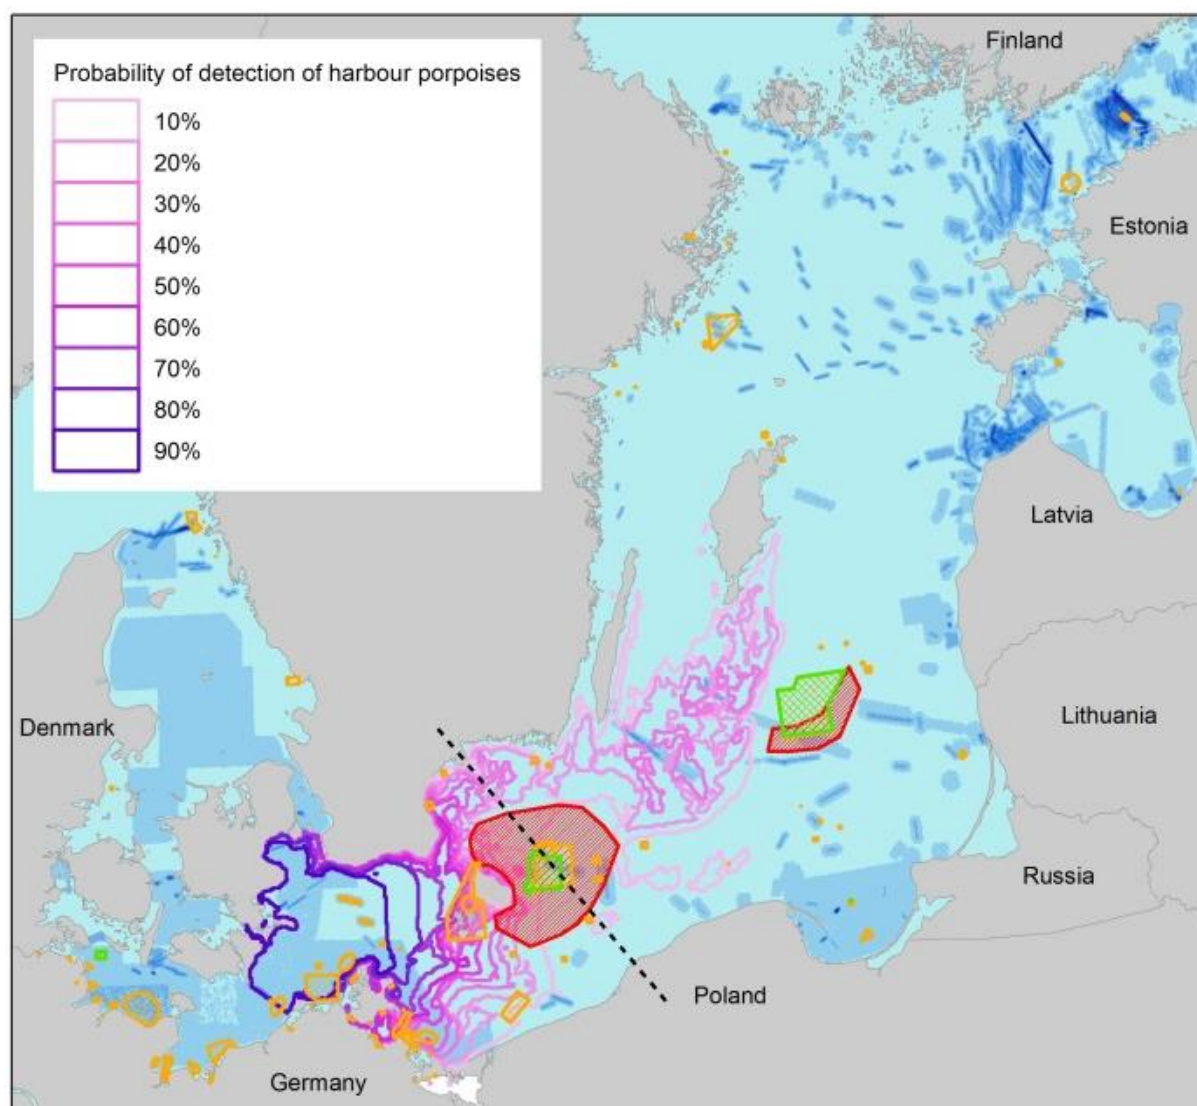 Finland
Probability of detection of harbour porpoises
10%
20%
30%
40%
50%
60%
70%
80%
90%
Estonia
Latvia
Lithuania
Denmark
Russia
Poland
Germany